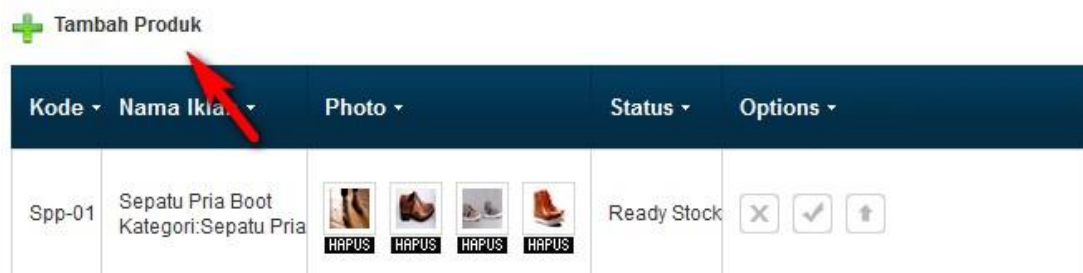 Tambah Produk
Kode Nama Iklan Photo Status Options
Spp-01 Sepatu Pria Boot Ready Stock
Kategori:Sepatu Pria
HAPUS HAPUS HAPUS HAPUS